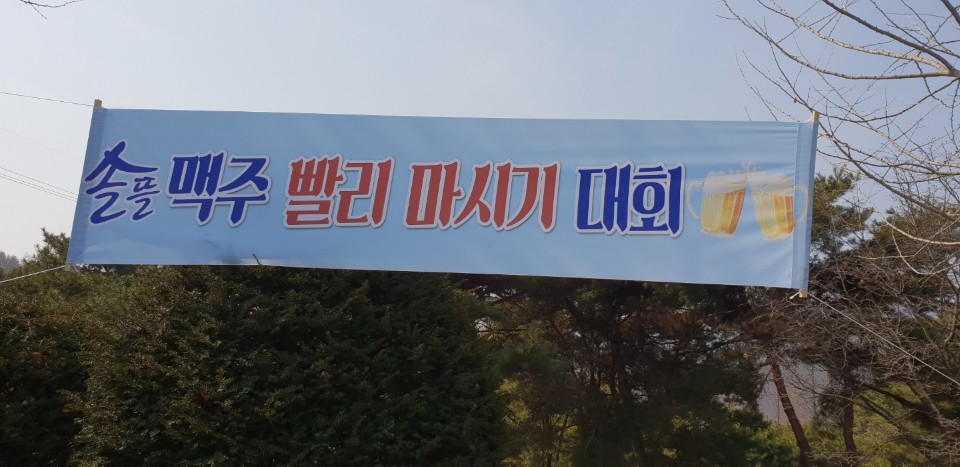 솔플 맥주 빨리 마시기 대회